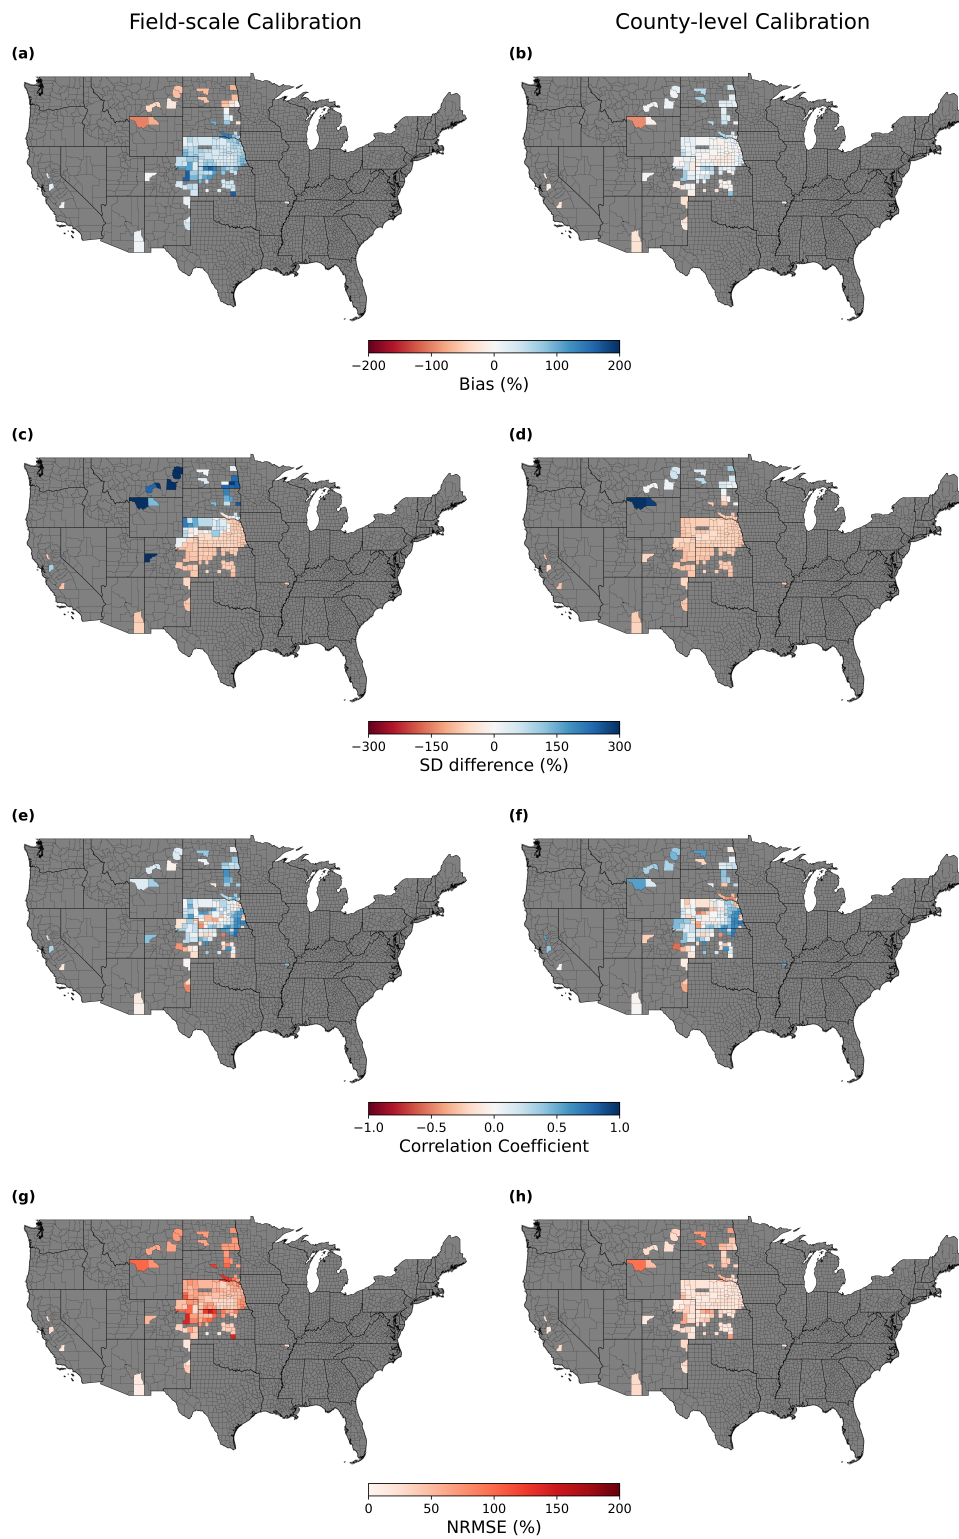 Field-scale Calibration
County-level Calibration
(a)
(b)
−200 −100 0 100 200
Bias (%)
(c)
(d)
−300 −150 0 150 300
SD difference (%)
(e)
(f)
−1.0 −0.5 0.0 0.5 1.0
Correlation Coefficient
(g)
(h)
0 50 100 150 200
NRMSE (%)